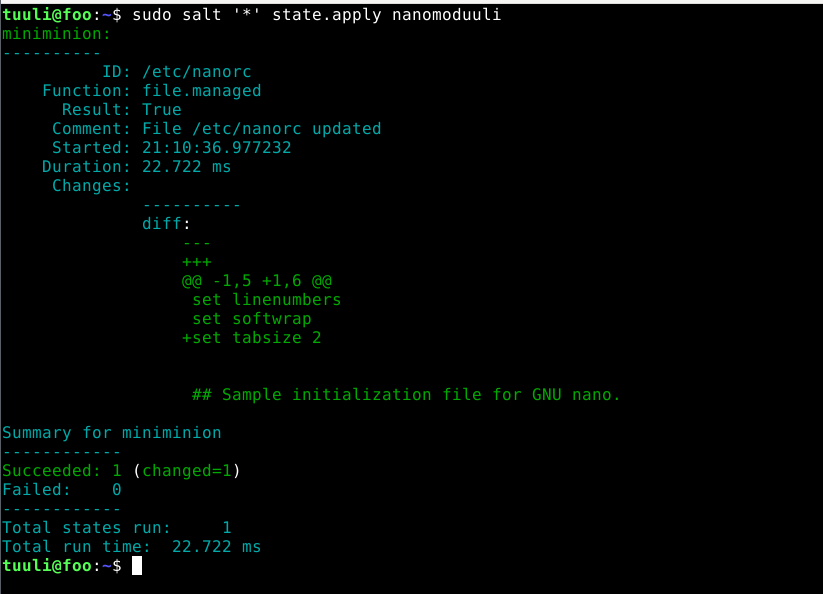 tuuli@foo:~$ sudo salt '*' state.apply nanomoduuli
miniminion:
----------
          ID: /etc/nanorc
    Function: file.managed
      Result: True
     Comment: File /etc/nanorc updated
     Started: 21:10:36.977232
    Duration: 22.722 ms
     Changes:
              ----------
              diff:
                  ---
                  +++
                  @@ -1,5 +1,6 @@
                   set linenumbers
                   set softwrap
                  +set tabsize 2
                   ## Sample initialization file for GNU nano.
Summary for miniminion
------------
Succeeded: 1 (changed=1)
Failed:    0
------------
Total states run:     1
Total run time:  22.722 ms
tuuli@foo:~$